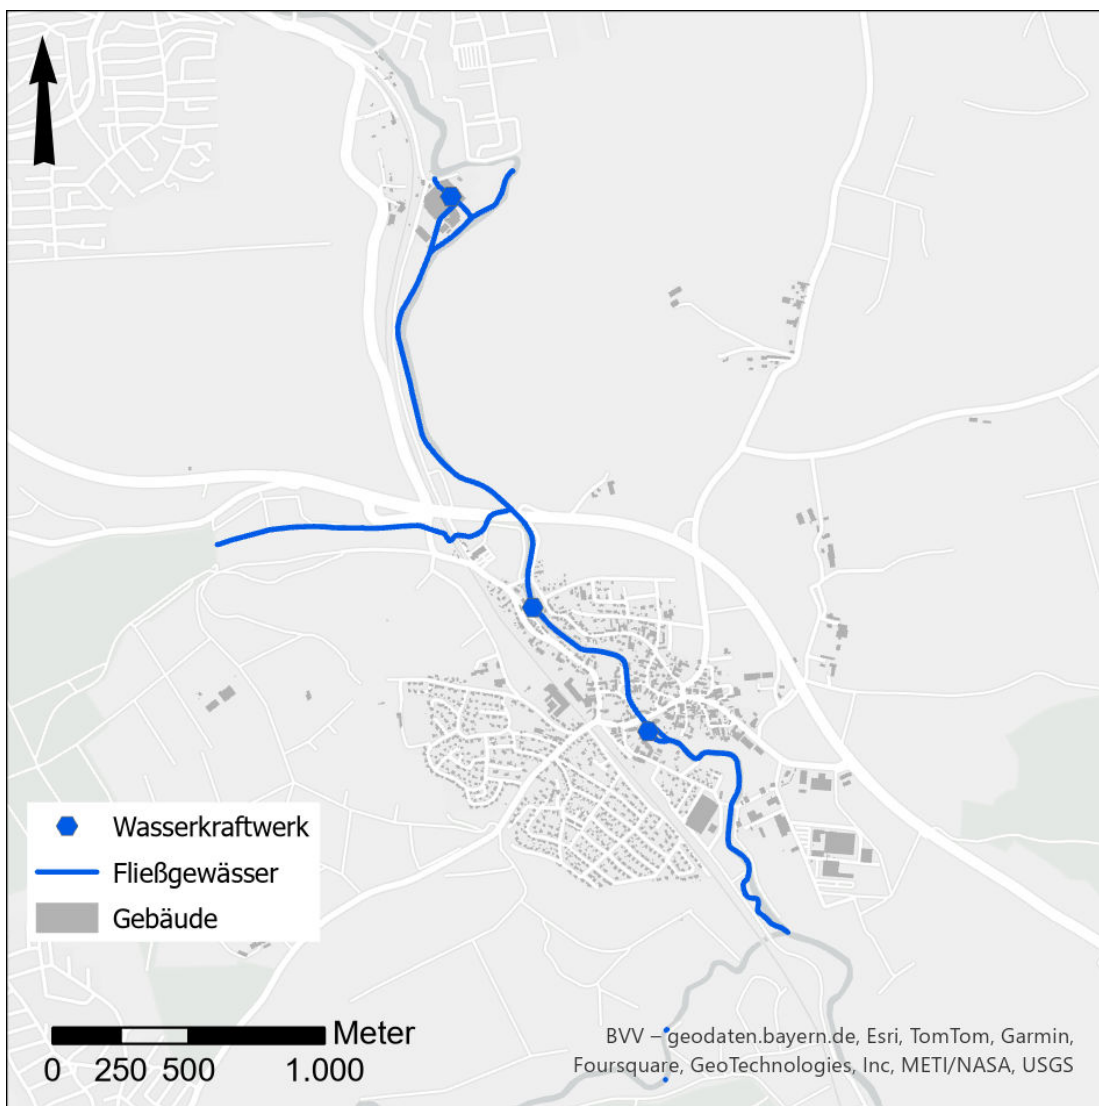 Wasserkraftwerk
Fließgewässer
Gebäude
Meter
0 250 500 1.000
BVV – geodaten.bayern.de, Esri, TomTom, Garmin,
Foursquare, GeoTechnologies, Inc, METI/NASA, USGS